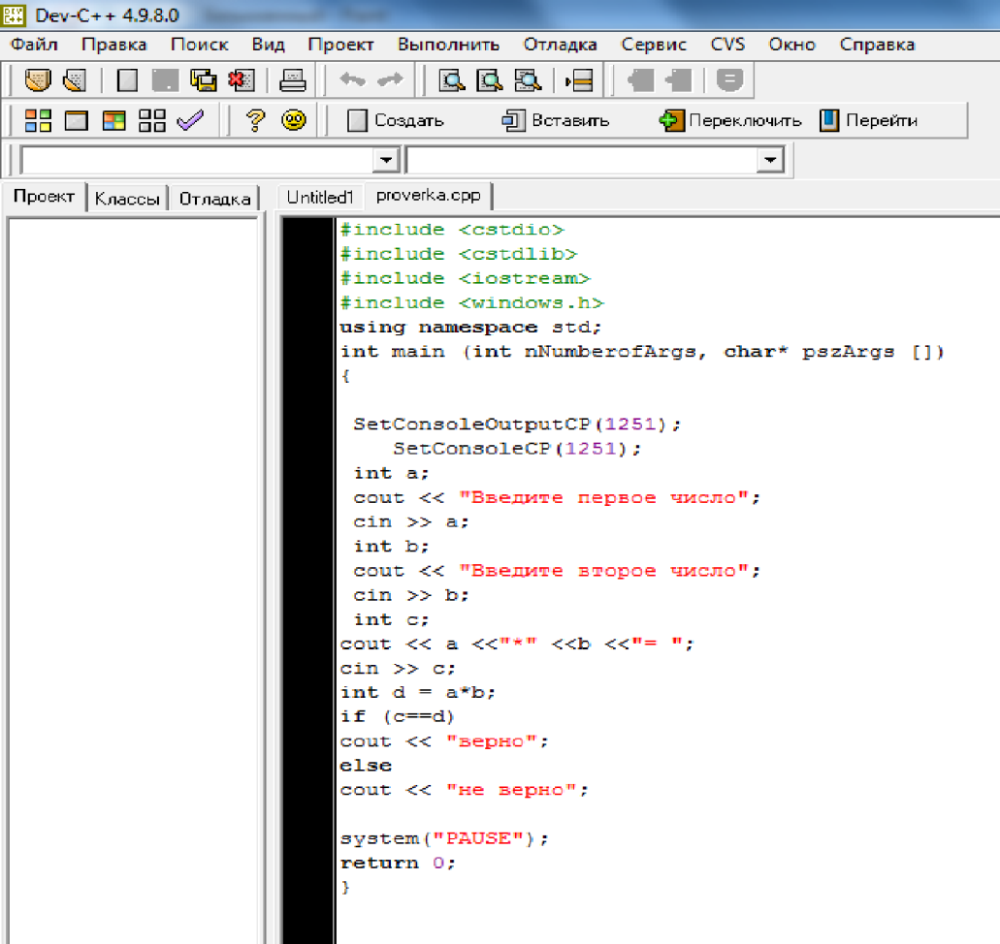 Dev-C++ 4.9.8.0
Файл Правка Поиск Вид Проект Выполнить Отладка Сервис CVS Окно Справка
Создать Вставить Переключить Перейти
Проект Классы Отладка Untitled1 proverka.cpp
#include <cstdio>
#include <cstdlib>
#include <iostream>
#include <windows.h>
using namespace std;
int main (int nNumberofArgs, char* pszArgs [])
{
SetConsoleOutputCP(1251);
SetConsoleCP(1251);
int a;
cout << "Введите первое число";
cin >> a;
int b;
cout << "Введите второе число";
cin >> b;
int c;
cout << a <<"*" <<b <<"= ";
cin >> c;
int d = a*b;
if (c==d)
cout << "верно";
else
cout << "не верно";
system("PAUSE");
return 0;
}